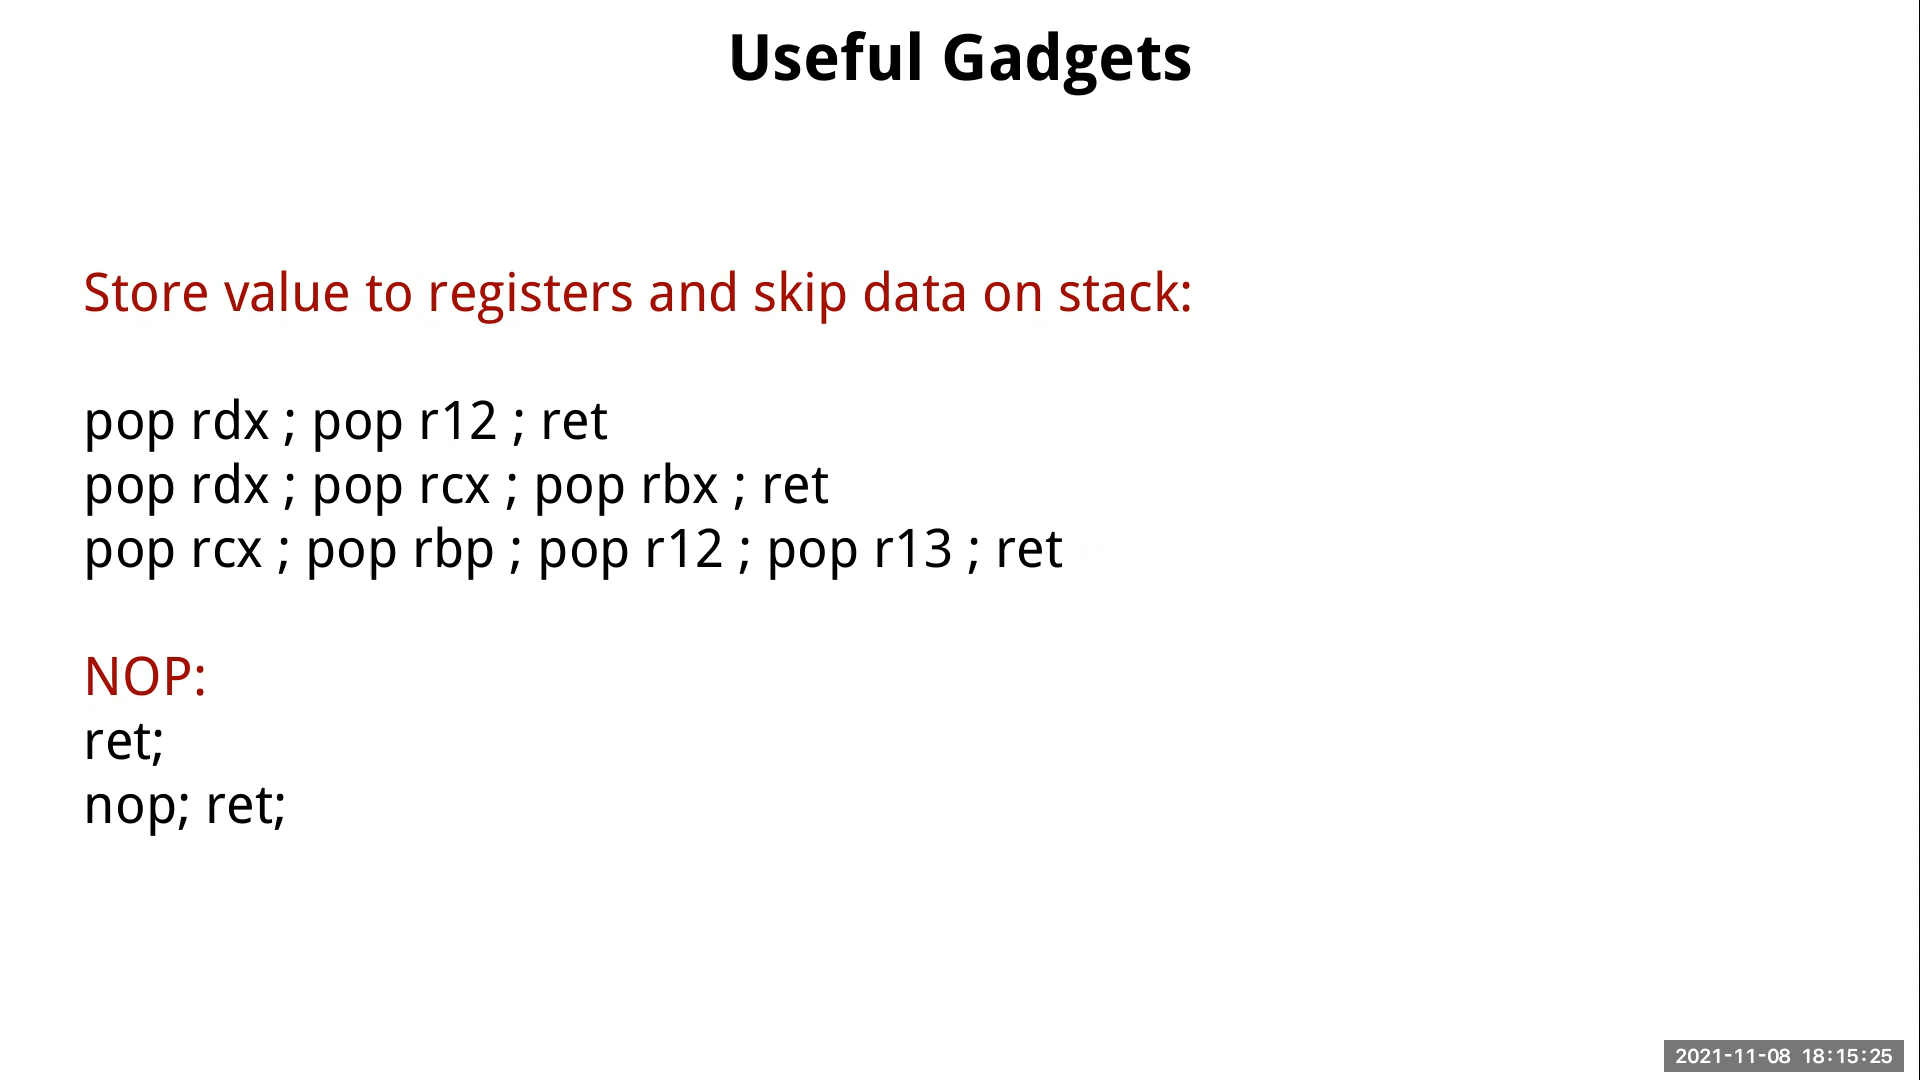 Useful Gadgets
Store value to registers and skip data on stack:
pop rdx ; pop r12 ; ret
pop rdx ; pop rcx ; pop rbx ; ret
pop rcx ; pop rbp ; pop r12 ; pop r13 ; ret
NOP:
ret;
nop; ret;
2021-11-08 18:15:25